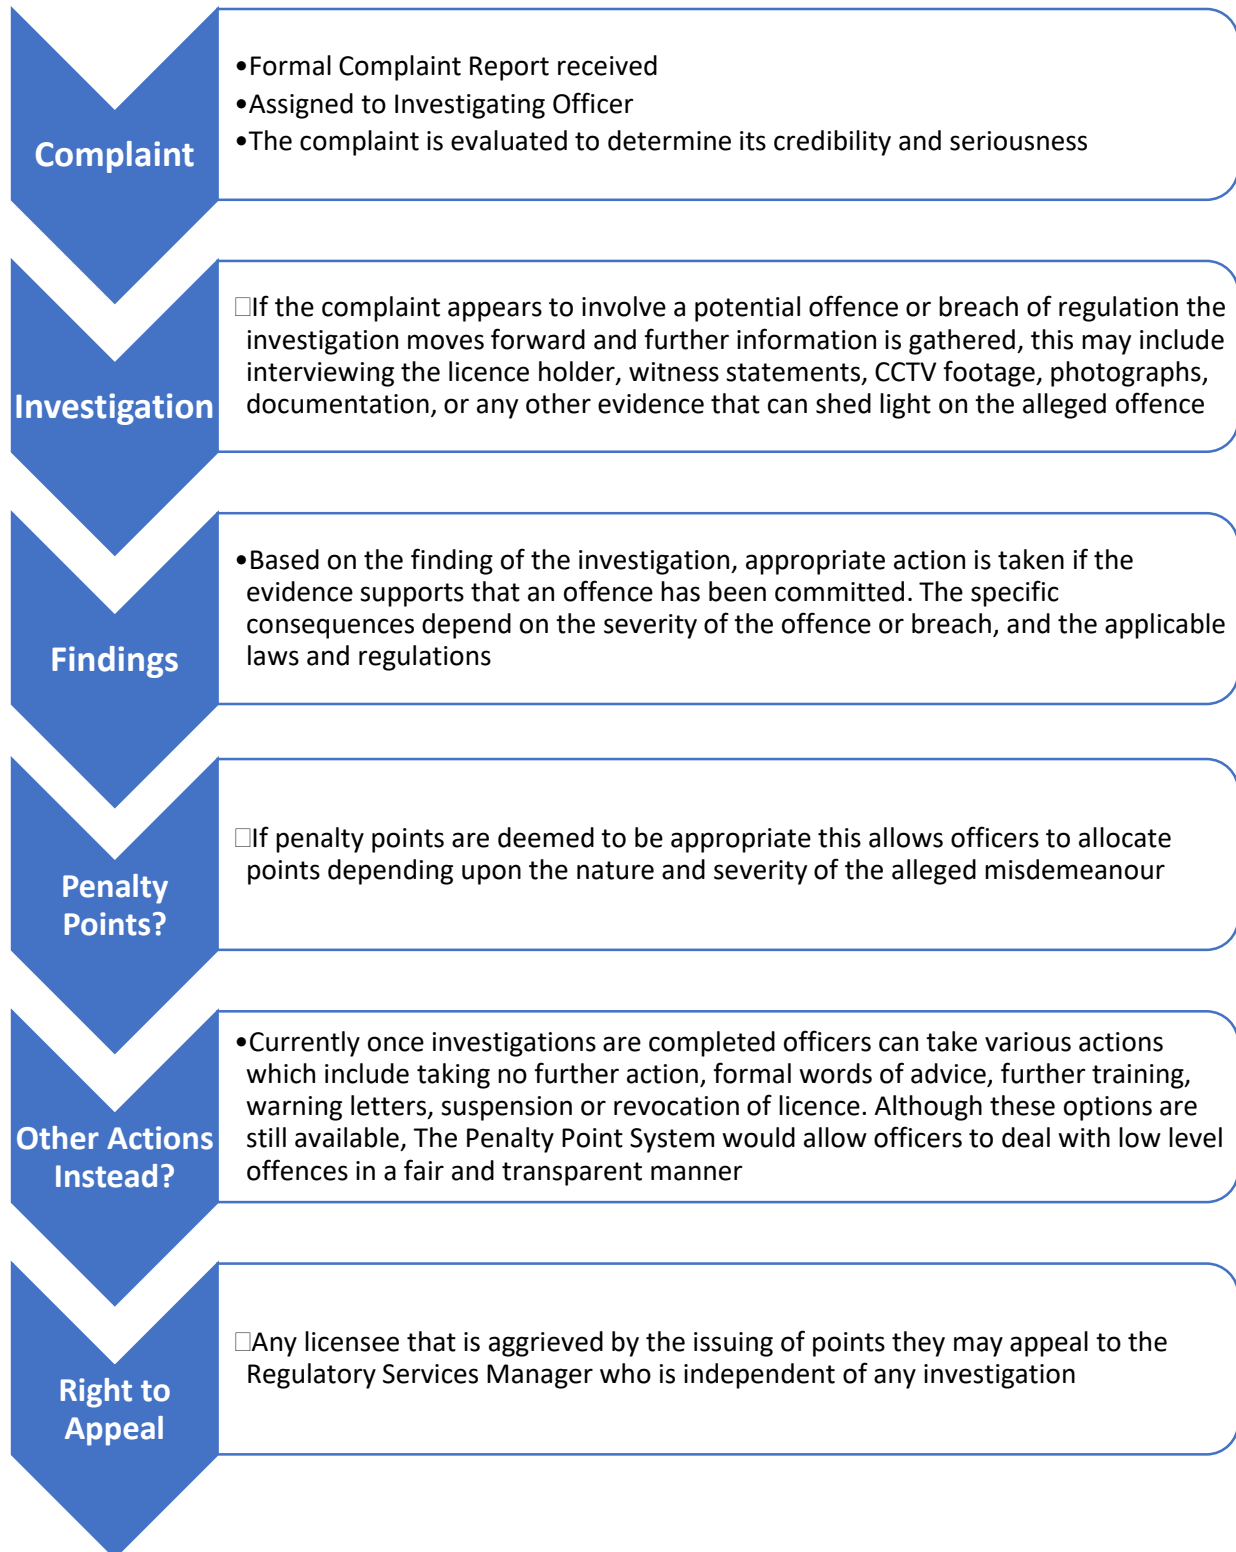 Complaint
•Formal Complaint Report received
•Assigned to Investigating Officer
•The complaint is evaluated to determine its credibility and seriousness
Investigation
□If the complaint appears to involve a potential offence or breach of regulation the
investigation moves forward and further information is gathered, this may include
interviewing the licence holder, witness statements, CCTV footage, photographs,
documentation, or any other evidence that can shed light on the alleged offence
Findings
•Based on the finding of the investigation, appropriate action is taken if the
evidence supports that an offence has been committed. The specific
consequences depend on the severity of the offence or breach, and the applicable
laws and regulations
Penalty
Points?
□If penalty points are deemed to be appropriate this allows officers to allocate
points depending upon the nature and severity of the alleged misdemeanour
Other Actions
Instead?
•Currently once investigations are completed officers can take various actions
which include taking no further action, formal words of advice, further training,
warning letters, suspension or revocation of licence. Although these options are
still available, The Penalty Point System would allow officers to deal with low level
offences in a fair and transparent manner
Right to
Appeal
□Any licensee that is aggrieved by the issuing of points they may appeal to the
Regulatory Services Manager who is independent of any investigation